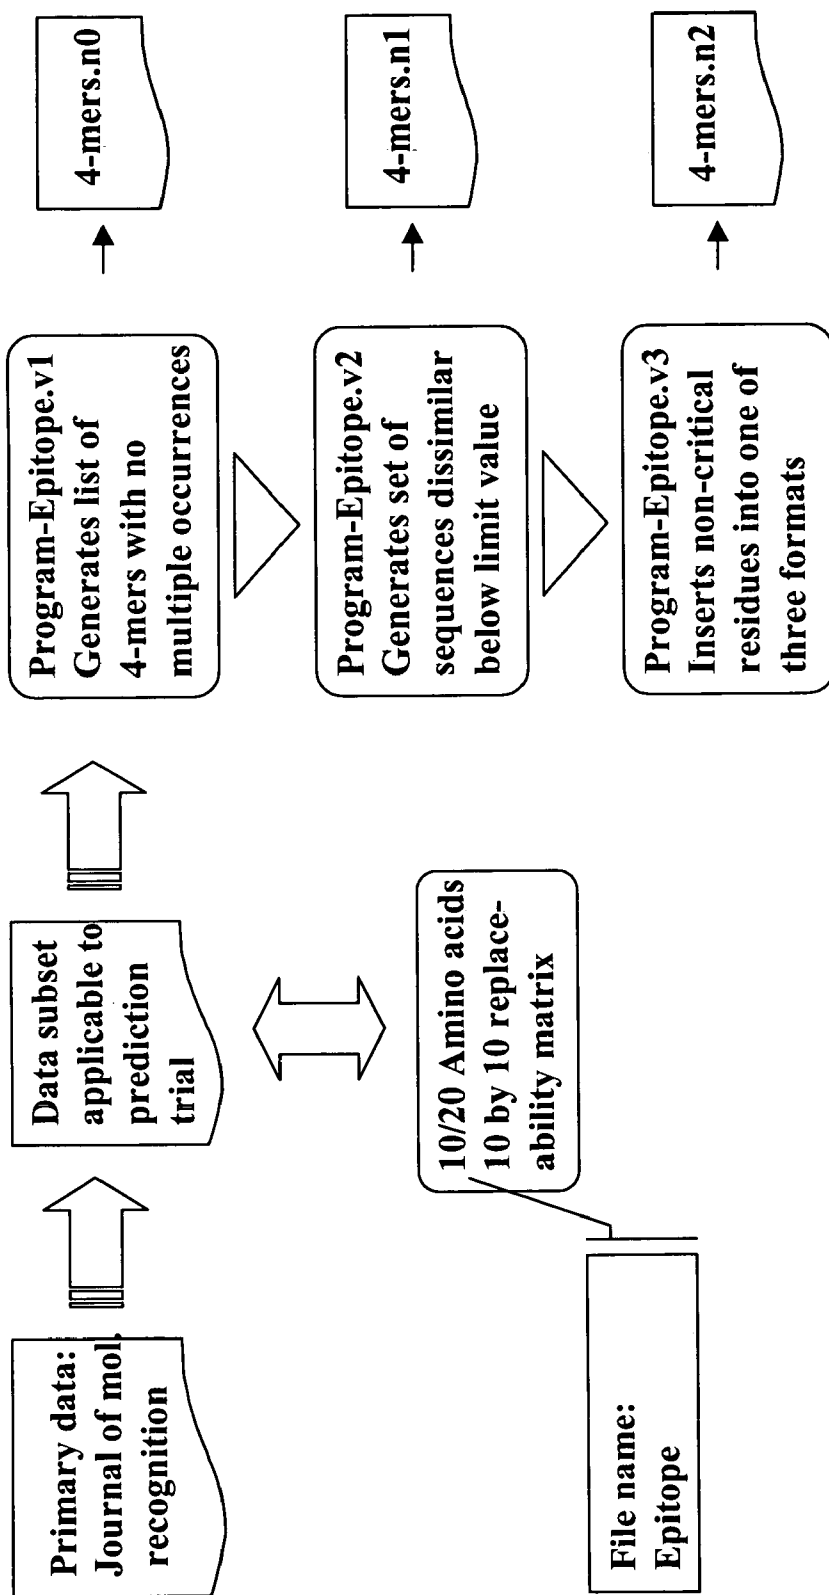 Primary data:
Journal of mol.
recognition
Data subset
applicable to
prediction
trial
Program-Epitope.v1
Generates list of
4-mers with no
multiple occurrences
4-mers.n0
Program-Epitope.v2
Generates set of
sequences dissimilar
below limit value
4-mers.n1
10/20 Amino acids
10 by 10 replace-
ability matrix
Program-Epitope.v3
Inserts non-critical
residues into one of
three formats
4-mers.n2
File name:
Epitope